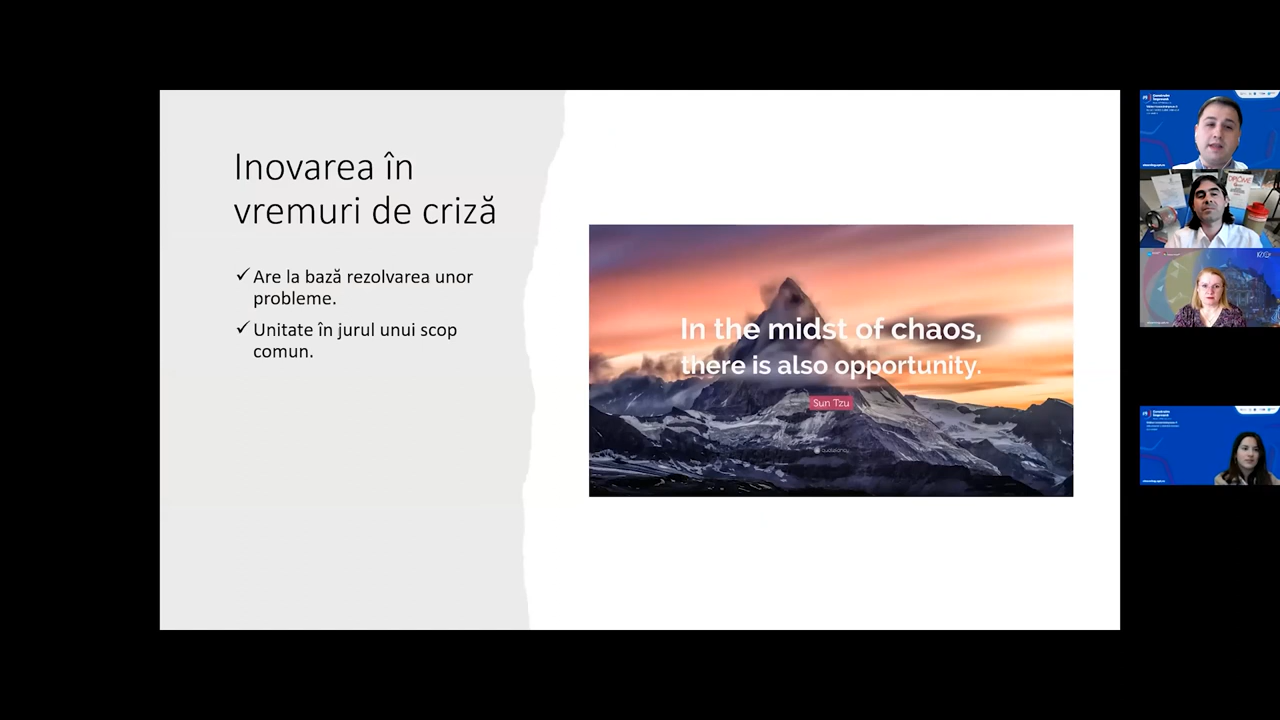 Inovarea în
vremuri de criză
✓ Are la bază rezolvarea unor
probleme.
✓ Unitate în jurul unui scop
comun.
In the midst of chaos,
there is also opportunity.
Sun Tzu
quotefancy